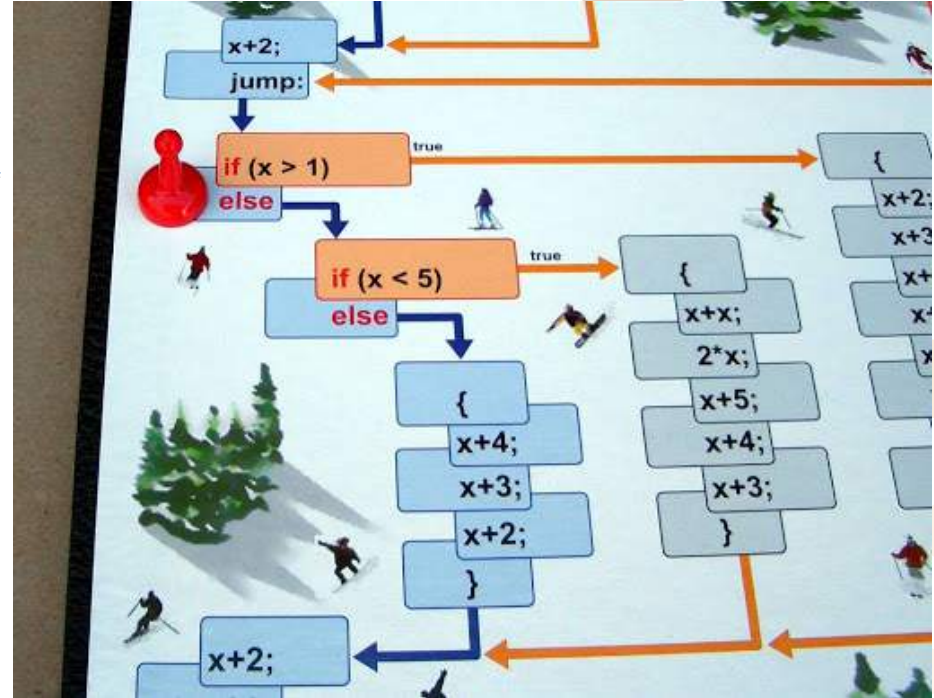 x+2;
jump:
if (x > 1)
true
else
if (x < 5)
true
else
{
x+4;
x+3;
x+2;
}
{
x+x;
2*x;
x+5;
x+4;
x+3;
}
{
x+2;
x+3
x+2;